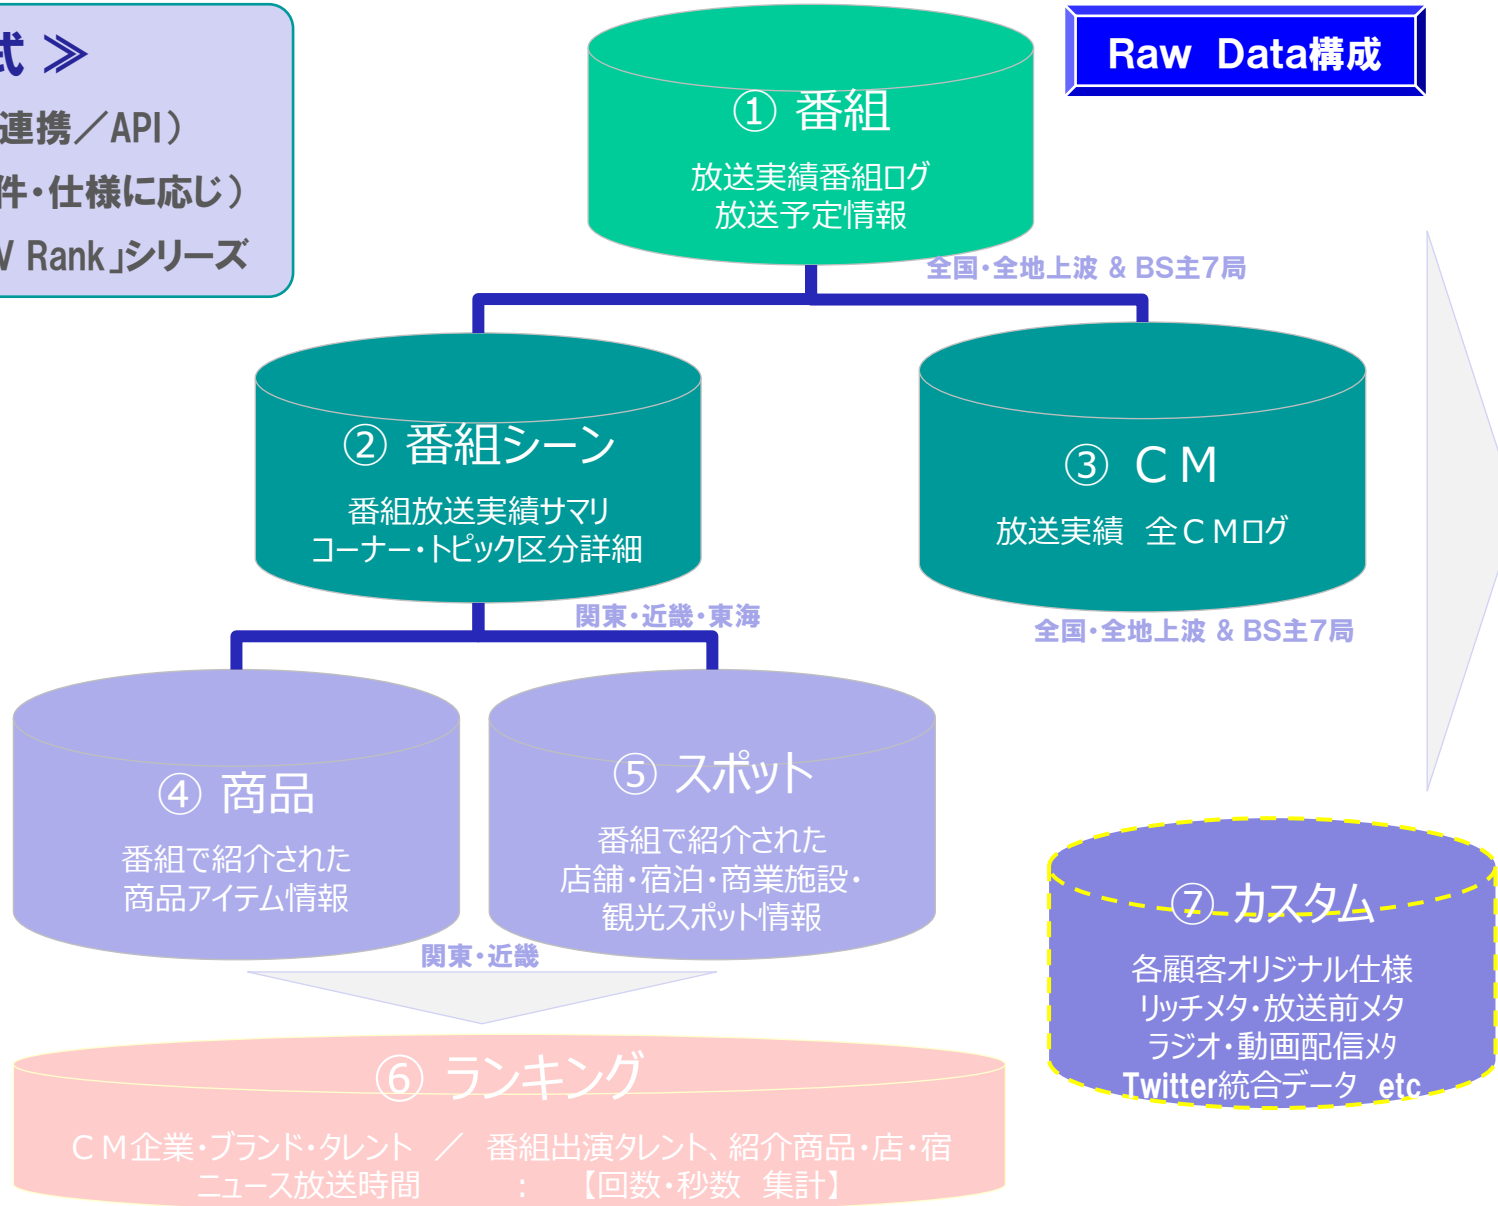 式 ≫
連携／API）
件・仕様に応じ）
V Rank」シリーズ
Raw Data構成
① 番組
放送実績番組ログ
放送予定情報
全国・全地上波 & BS主7局
② 番組シーン
番組放送実績サマリ
コーナー・トピック区分詳細
関東・近畿・東海
③ CM
放送実績 全CMログ
全国・全地上波 & BS主7局
④ 商品
番組で紹介された
商品アイテム情報
⑤ スポット
番組で紹介された
店舗・宿泊・商業施設・
観光スポット情報
関東・近畿
⑥ ランキング
CM企業・ブランド・タレント ／ 番組出演タレント、紹介商品・店・宿
ニュース放送時間 : 【回数・秒数 集計】
⑦ カスタム
各顧客オリジナル仕様
リッチメタ・放送前メタ
ラジオ・動画配信メタ
Twitter統合データ etc